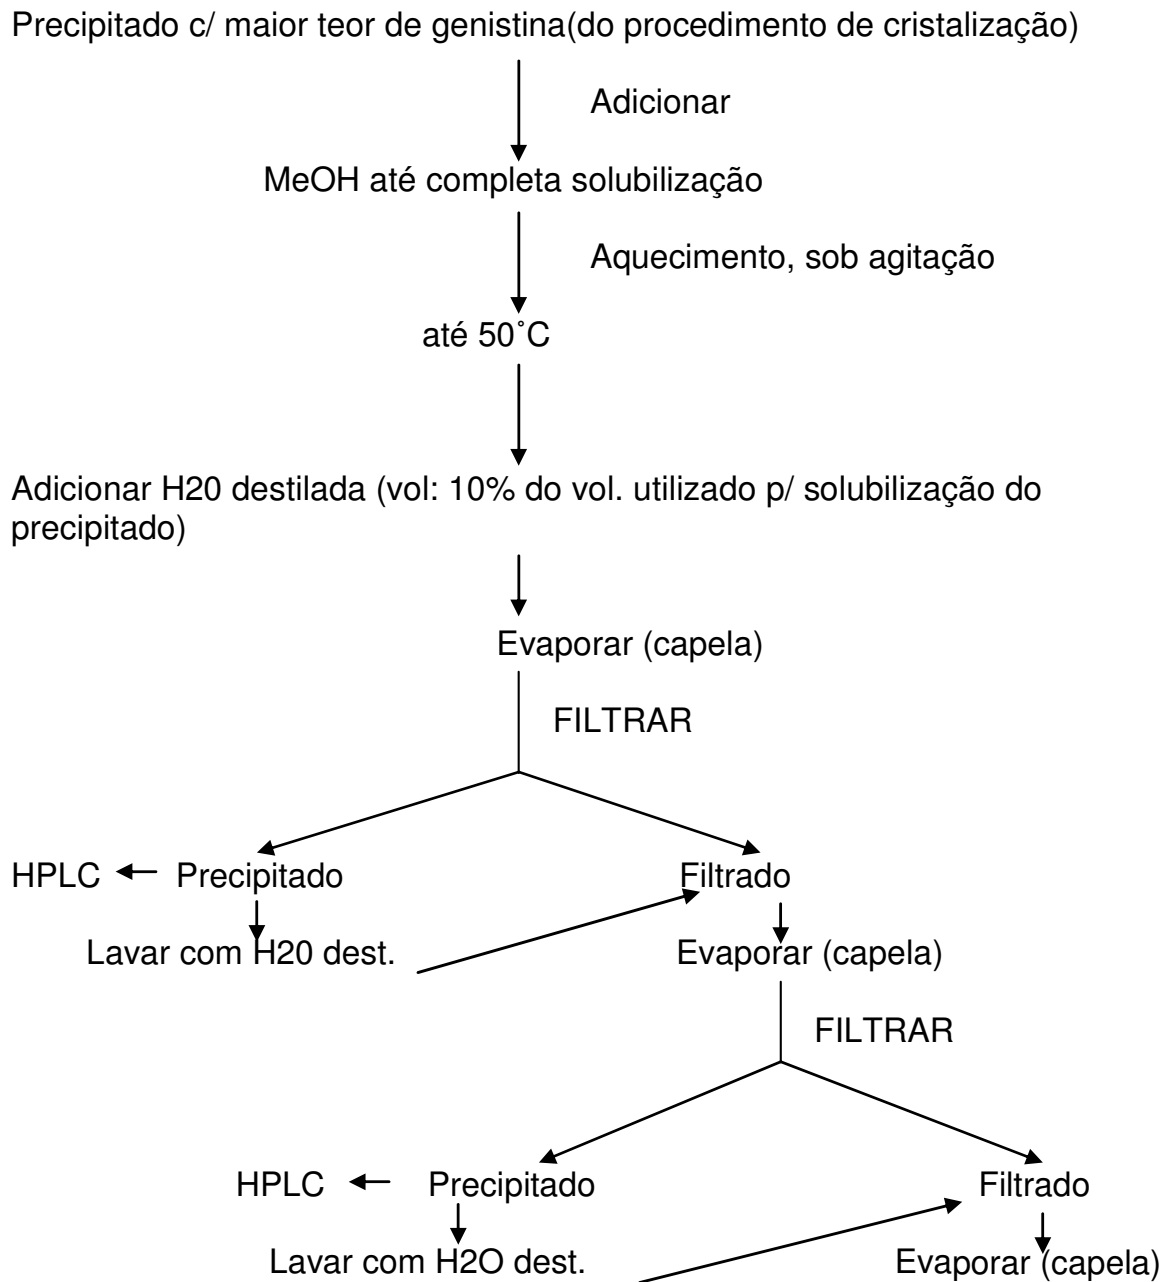 Precipitado c/ maior teor de genistina(do procedimento de cristalização)
Adicionar
MeOH até completa solubilização
Aquecimento, sob agitação
até 50˚C
Adicionar H20 destilada (vol: 10% do vol. utilizado p/ solubilização do
precipitado)
Evaporar (capela)
FILTRAR
HPLC Precipitado Filtrado
Lavar com H20 dest. Evaporar (capela)
FILTRAR
HPLC Precipitado Filtrado
Lavar com H2O dest. Evaporar (capela)